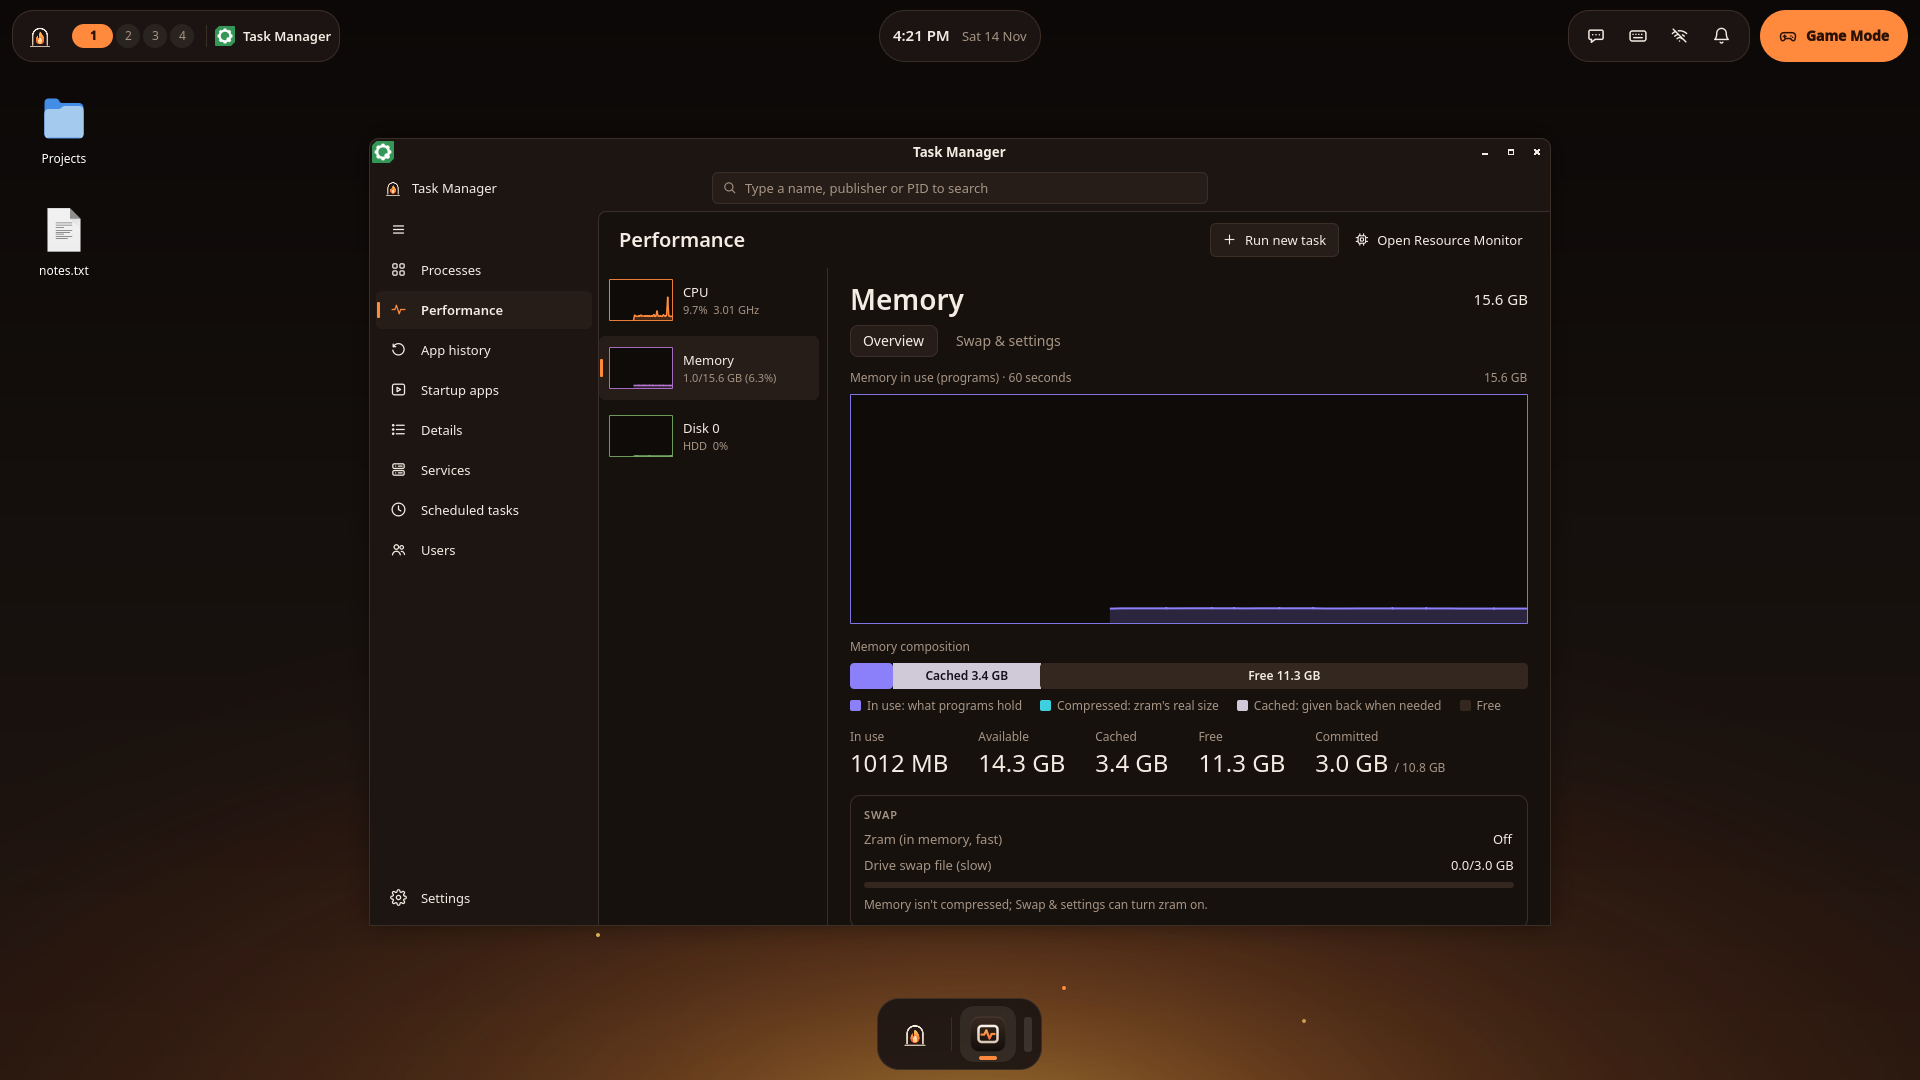 1 2 3 4 Task Manager
4:21 PM Sat 14 Nov
Game Mode
Projects
notes.txt
Task Manager
Task Manager
Type a name, publisher or PID to search
Processes
Performance
App history
Startup apps
Details
Services
Scheduled tasks
Users
Settings
Performance
Run new task
Open Resource Monitor
CPU
9.7% 3.01 GHz
Memory
1.0/15.6 GB (6.3%)
Disk 0
HDD 0%
Memory
15.6 GB
Overview
Swap & settings
Memory in use (programs) · 60 seconds
15.6 GB
Memory composition
Cached 3.4 GB
Free 11.3 GB
In use: what programs hold
Compressed: zram's real size
Cached: given back when needed
Free
In use
1012 MB
Available
14.3 GB
Cached
3.4 GB
Free
11.3 GB
Committed
3.0 GB / 10.8 GB
SWAP
Zram (in memory, fast)
Off
Drive swap file (slow)
0.0/3.0 GB
Memory isn't compressed; Swap & settings can turn zram on.